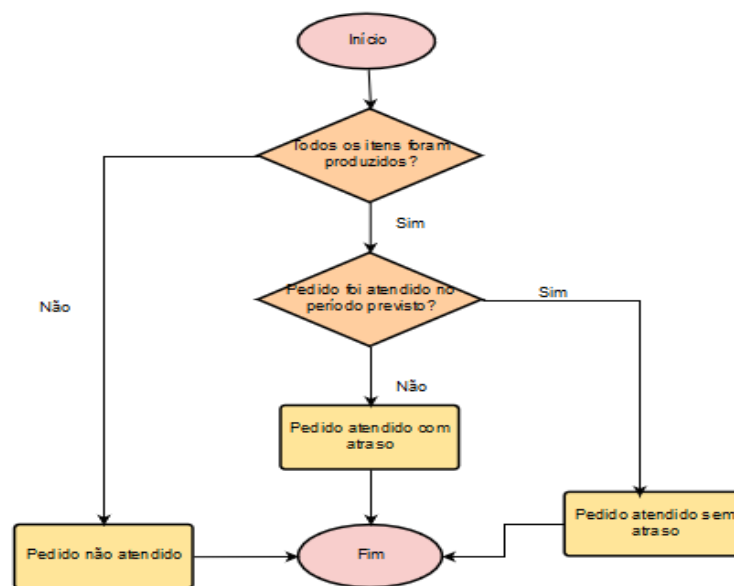 Início
Todos os itens foram
produzidos?
Sim
Pedido foi atendido no
período previsto?
Sim
Não
Não
Pedido atendido com
atraso
Pedido atendido sem
atraso
Pedido não atendido
Fim